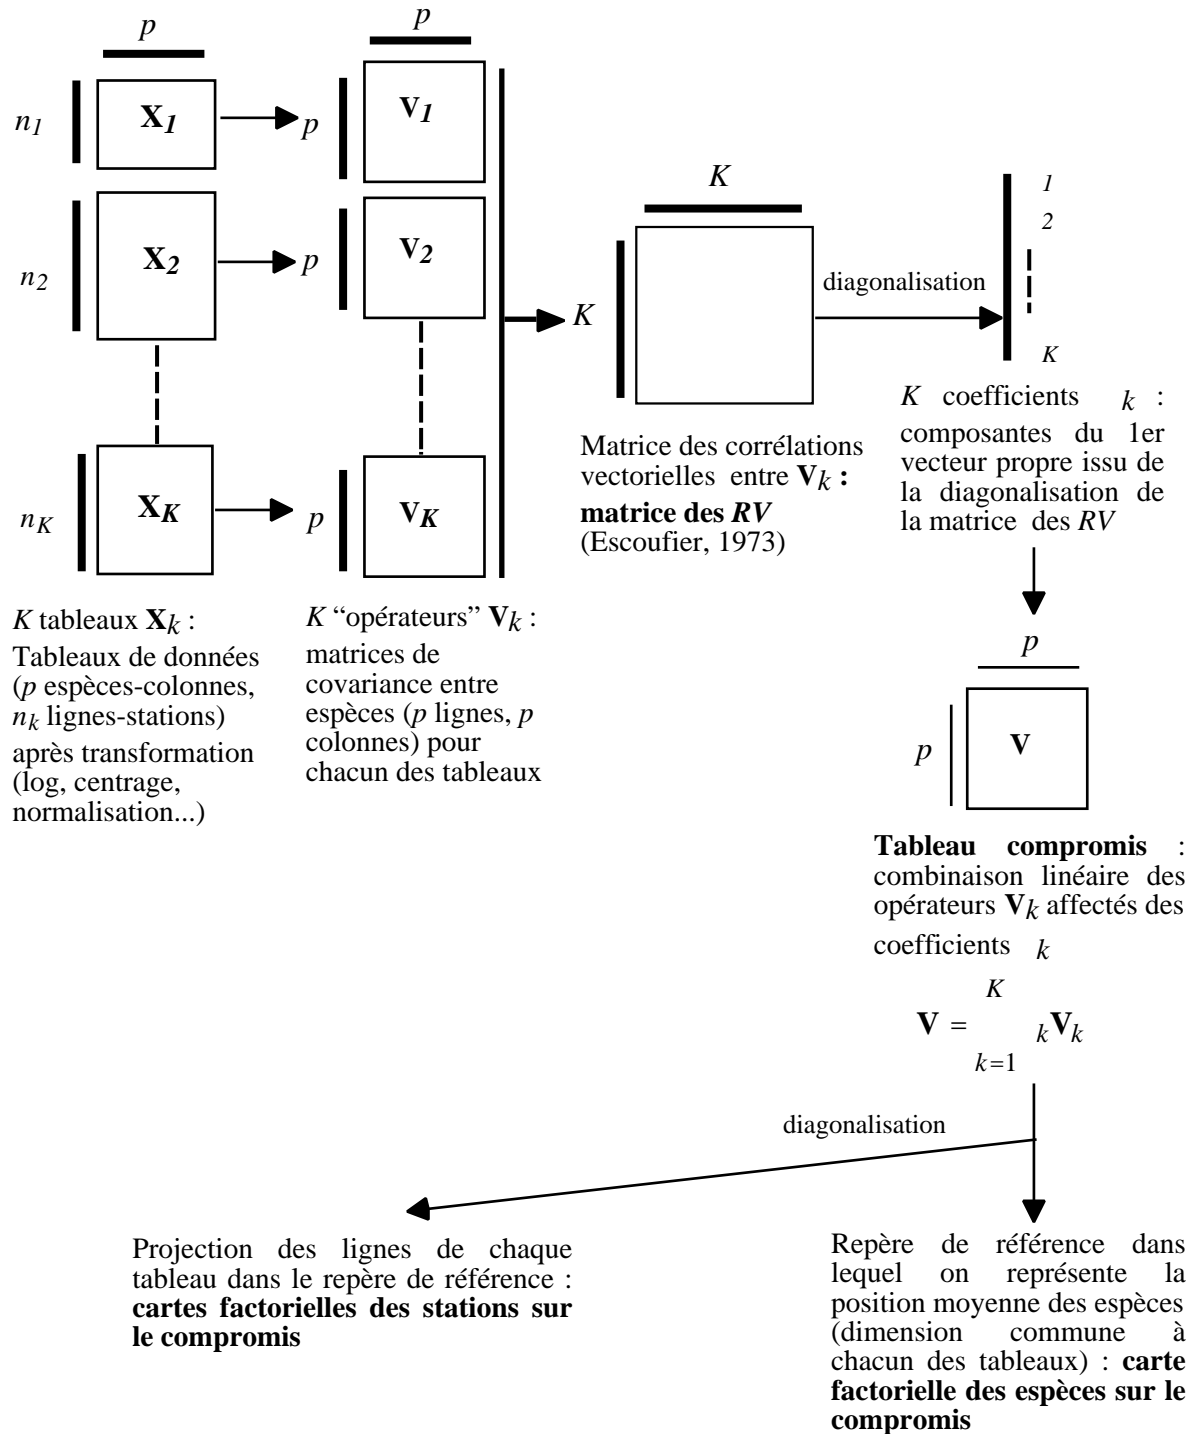 p
p
n1
X1
p
V1
n2
X2
p
V2
nK
XK
p
VK
K tableaux Xk :
Tableaux de données
(p espèces-colonnes,
nk lignes-stations)
après transformation
(log, centrage,
normalisation...)
K “opérateurs” Vk :
matrices de
covariance entre
espèces (p lignes, p
colonnes) pour
chacun des tableaux
K
K
Matrice des corrélations
vectorielles entre Vk :
matrice des RV
(Escoufier, 1973)
diagonalisation
1
2
K
K coefficients k :
composantes du 1er
vecteur propre issu de
la diagonalisation de
la matrice des RV
p
p
V
Tableau compromis :
combinaison linéaire des
opérateurs Vk affectés des
coefficients k
K
V = kVk
k=1
diagonalisation
Projection des lignes de chaque
tableau dans le repère de référence :
cartes factorielles des stations sur
le compromis
Repère de référence dans
lequel on représente la
position moyenne des espèces
(dimension commune à
chacun des tableaux) : carte
factorielle des espèces sur le
compromis